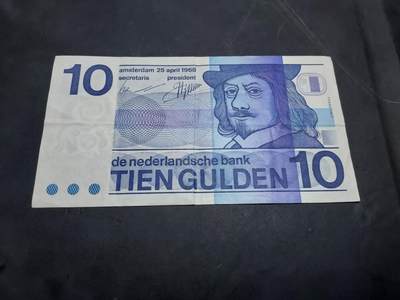 10
amsterdam 25 april 1968
secretaris president
de nederlandsche bank
TIEN GULDEN 10